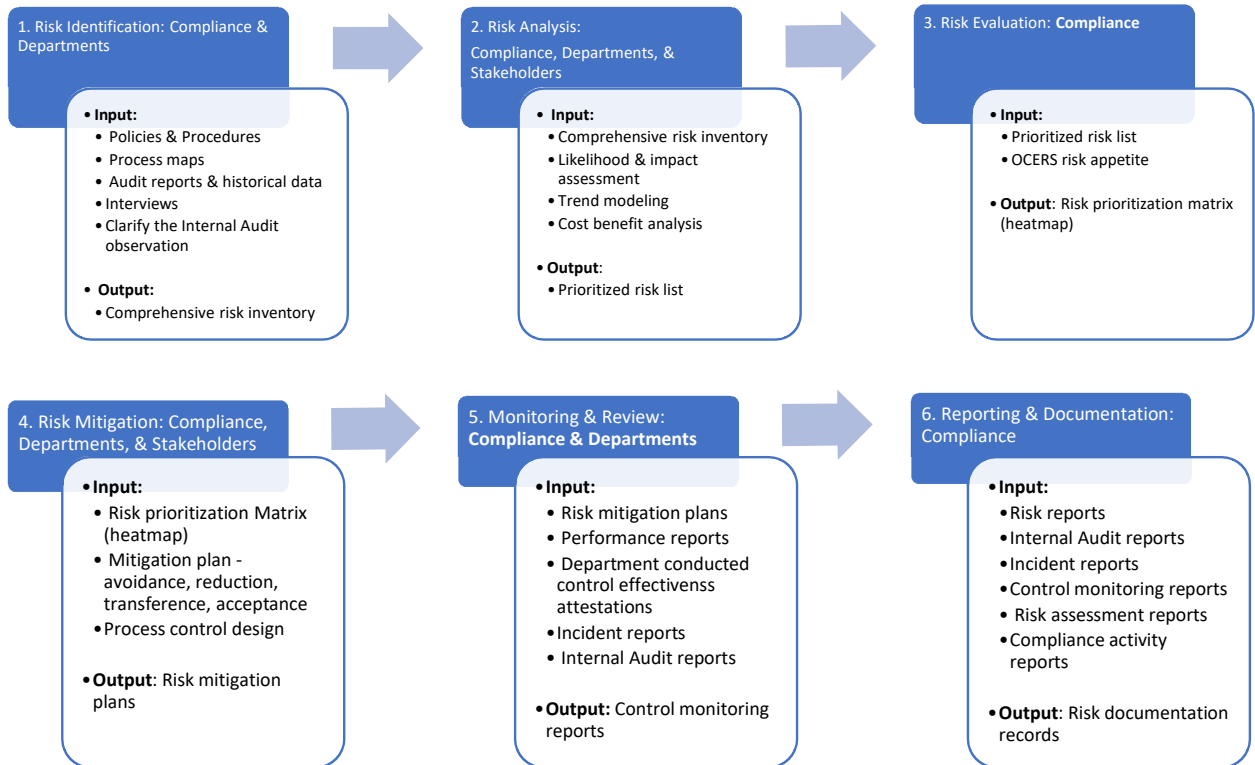 1. Risk Identification: Compliance &
Departments
• Input:
• Policies & Procedures
• Process maps
• Audit reports & historical data
• Interviews
• Clarify the Internal Audit
observation
• Output:
• Comprehensive risk inventory
2. Risk Analysis:
Compliance, Departments, &
Stakeholders
• Input:
• Comprehensive risk inventory
• Likelihood & impact
assessment
• Trend modeling
• Cost benefit analysis
• Output:
• Prioritized risk list
3. Risk Evaluation: Compliance
• Input:
• Prioritized risk list
• OCERS risk appetite
• Output: Risk prioritization matrix
(heatmap)
4. Risk Mitigation: Compliance,
Departments, & Stakeholders
• Input:
• Risk prioritization Matrix
(heatmap)
• Mitigation plan -
avoidance, reduction,
transference, acceptance
• Process control design
• Output: Risk mitigation
plans
5. Monitoring & Review:
Compliance & Departments
• Input:
• Risk mitigation plans
• Performance reports
• Department conducted
control effectivenss
attestations
• Incident reports
• Internal Audit reports
• Output: Control monitoring
reports
6. Reporting & Documentation:
Compliance
• Input:
• Risk reports
• Internal Audit reports
• Incident reports
• Control monitoring reports
• Risk assessment reports
• Compliance activity
reports
• Output: Risk documentation
records